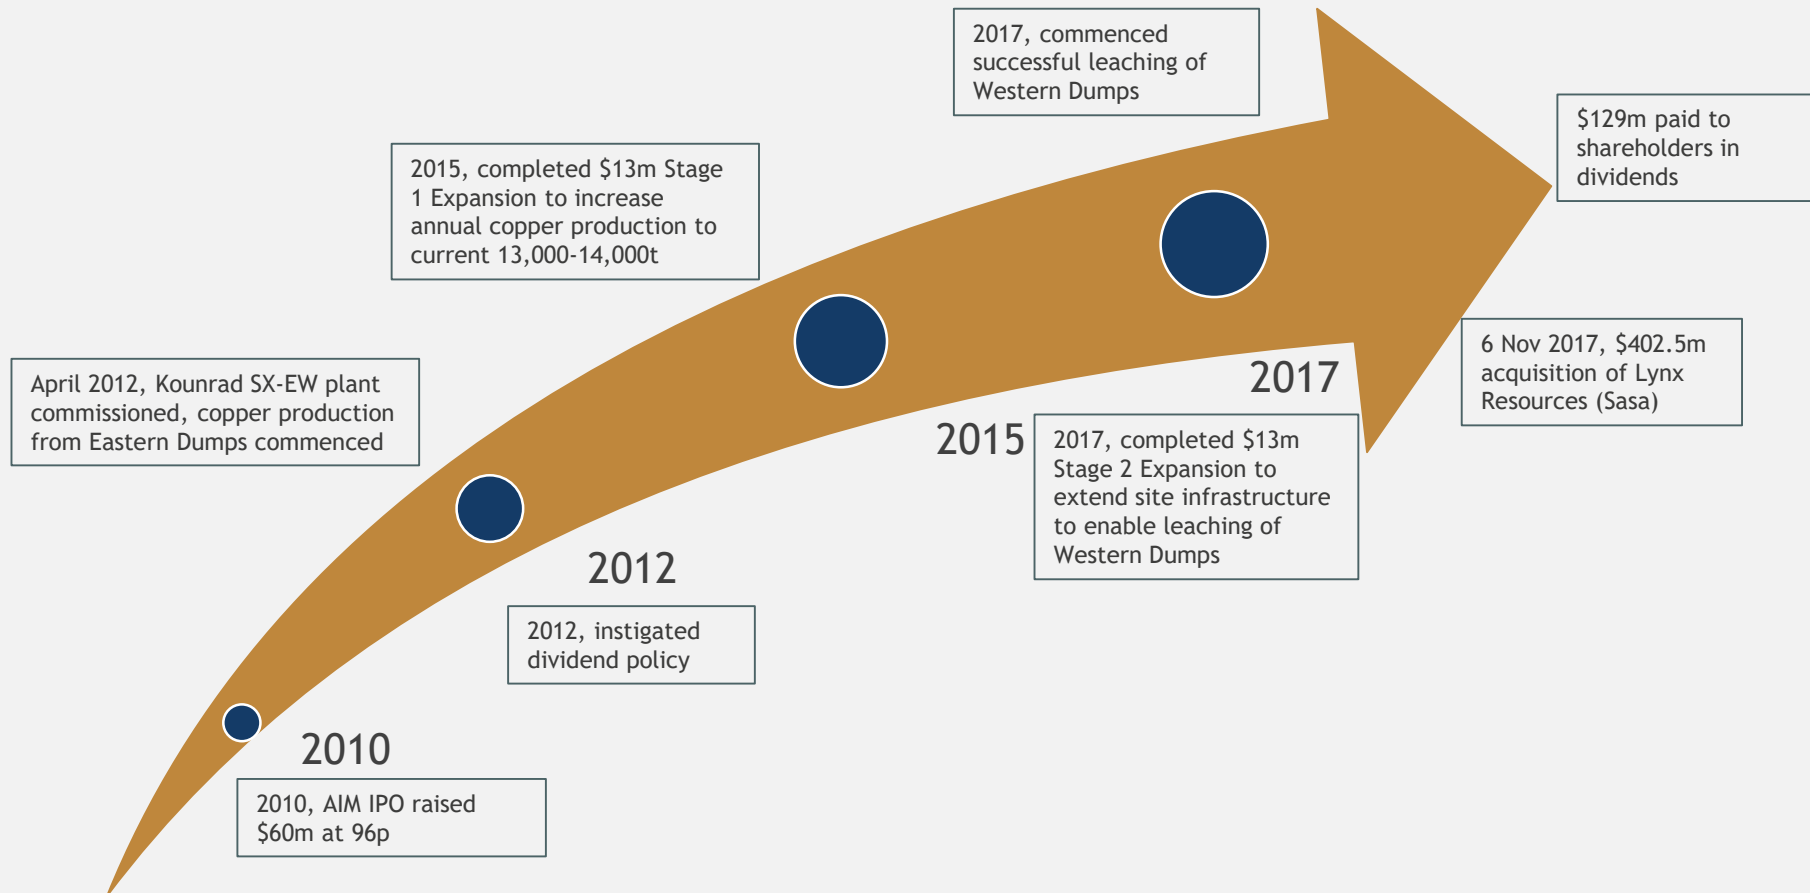 2017, commenced
successful leaching of
Western Dumps
$129m paid to
shareholders in
dividends
2015, completed $13m Stage
1 Expansion to increase
annual copper production to
current 13,000-14,000t
6 Nov 2017, $402.5m
acquisition of Lynx
Resources (Sasa)
April 2012, Kounrad SX-EW plant
commissioned, copper production
from Eastern Dumps commenced
2017
2015
2017, completed $13m
Stage 2 Expansion to
extend site infrastructure
to enable leaching of
Western Dumps
2012
2012, instigated
dividend policy
2010
2010, AIM IPO raised
$60m at 96p